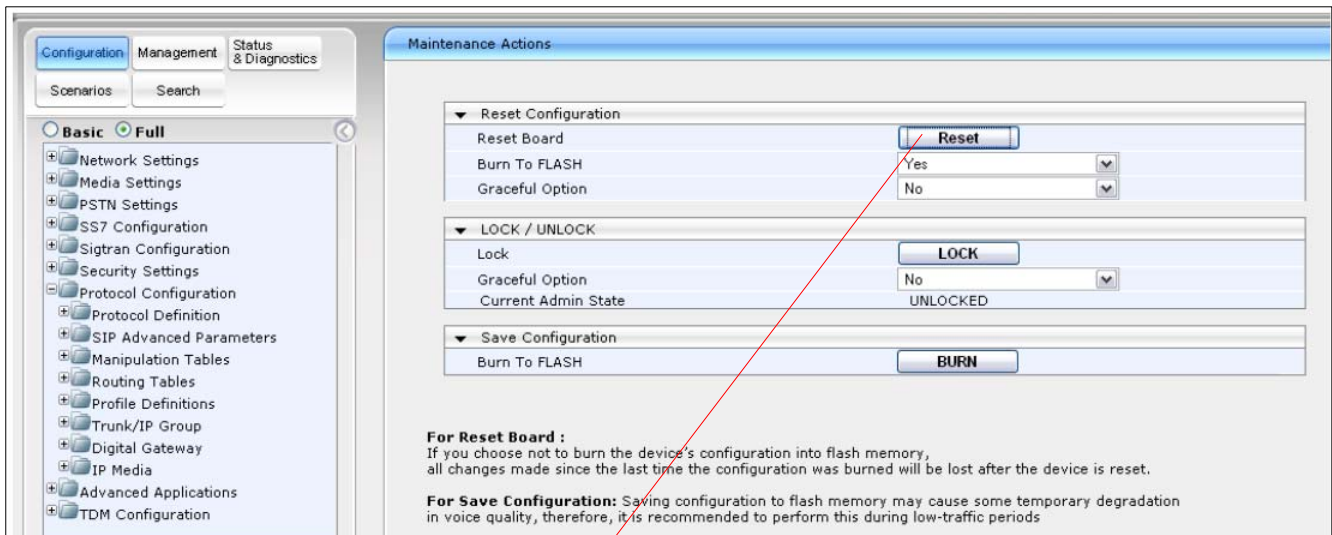 Configuration Management Status
& Diagnostics
Scenarios Search
Basic Full
Network Settings
Media Settings
PSTN Settings
SS7 Configuration
Sigtran Configuration
Security Settings
Protocol Configuration
Protocol Definition
SIP Advanced Parameters
Manipulation Tables
Routing Tables
Profile Definitions
Trunk/IP Group
Digital Gateway
IP Media
Advanced Applications
TDM Configuration
Maintenance Actions
Reset Configuration
Reset Board Reset
Burn To FLASH Yes
Graceful Option No
LOCK / UNLOCK
Lock LOCK
Graceful Option No
Current Admin State UNLOCKED
Save Configuration
Burn To FLASH BURN
For Reset Board :
If you choose not to burn the device's configuration into flash memory,
all changes made since the last time the configuration was burned will be lost after the device is reset.
For Save Configuration: Saving configuration to flash memory may cause some temporary degradation
in voice quality, therefore, it is recommended to perform this during low-traffic periods